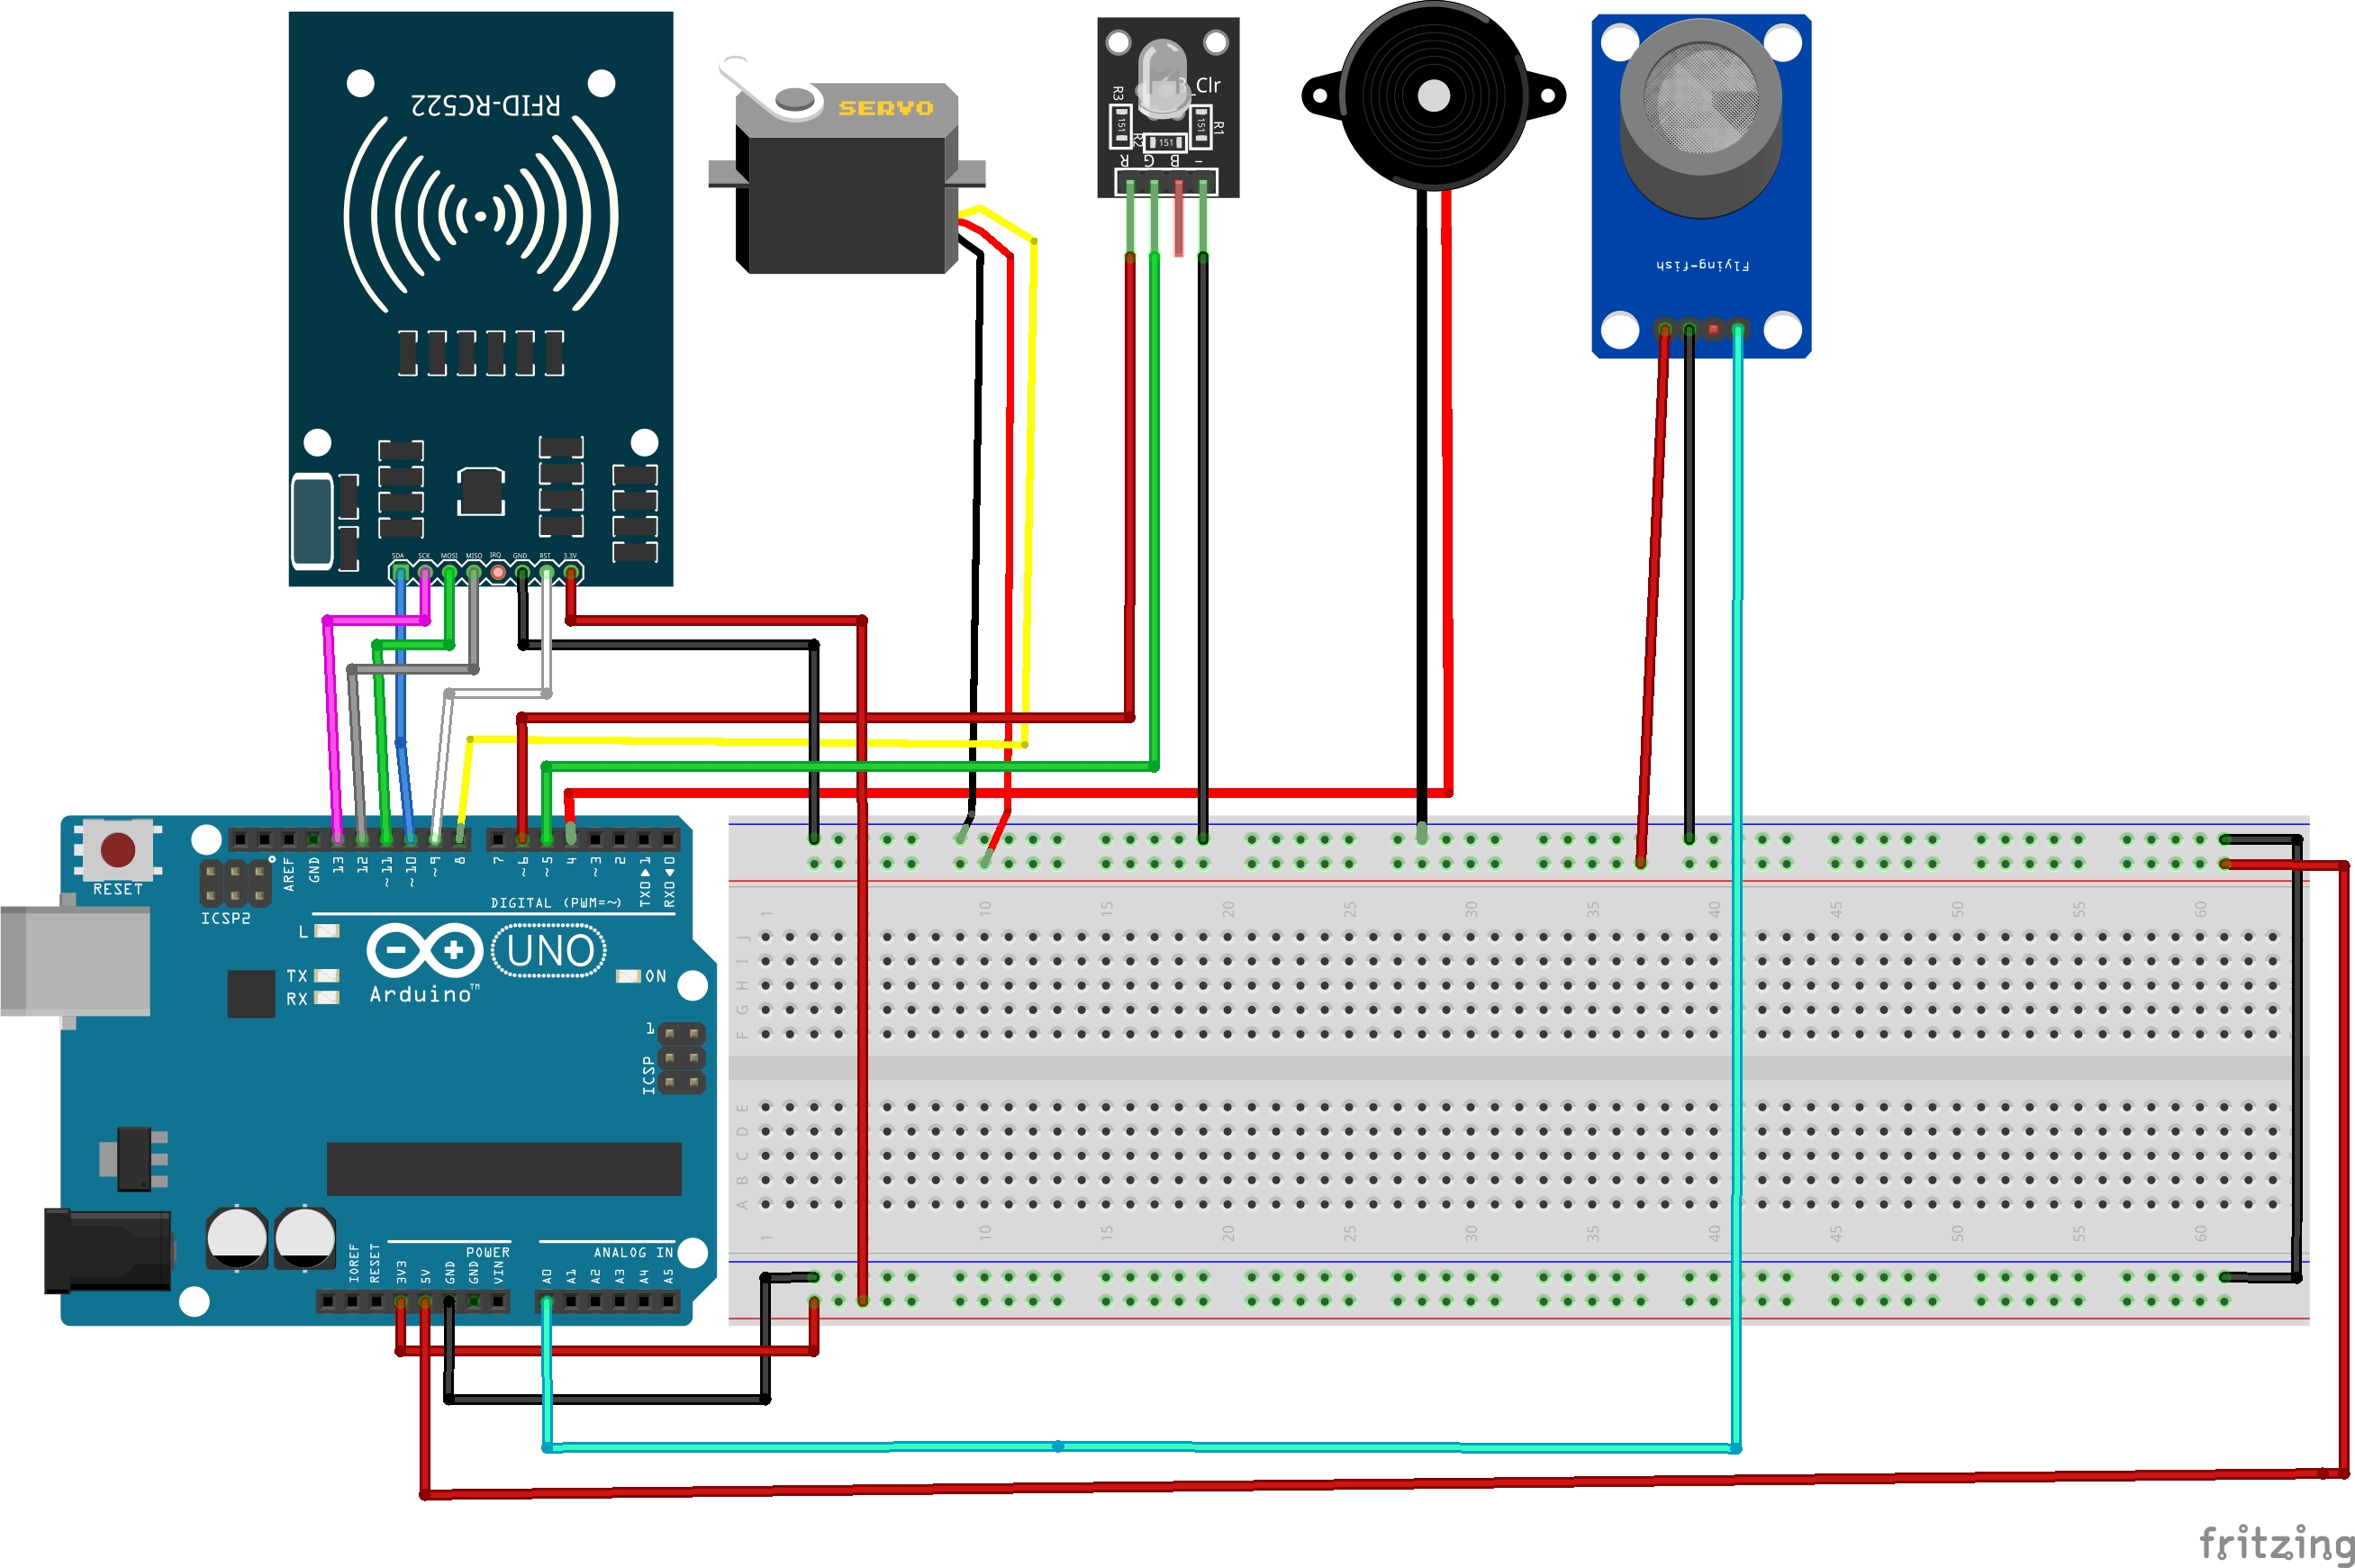 RFID-RC522
SERVO
B_Clr
R3
R1
R2
151
151
151
R G B -
Flying-fish
SDA SCK MOSI MISO IRQ GND RST 3.3V
RESET
ICSP2
AREF
GND
13
12
~11
~10
~9
8
7
~6
~5
4
~3
2
TX0 1
RX0 0
DIGITAL (PWM=~)
L
TX
RX
Arduino™
UNO
ON
1
ICSP
IOREF
RESET
3V3
5V
GND
GND
VIN
POWER
ANALOG IN
A0
A1
A2
A3
A4
A5
1 10 15 20 25 30 35 40 45 50 55 60
J
I
H
G
F
E
D
C
B
A
1 10 15 20 25 30 35 40 45 50 55 60
fritzing